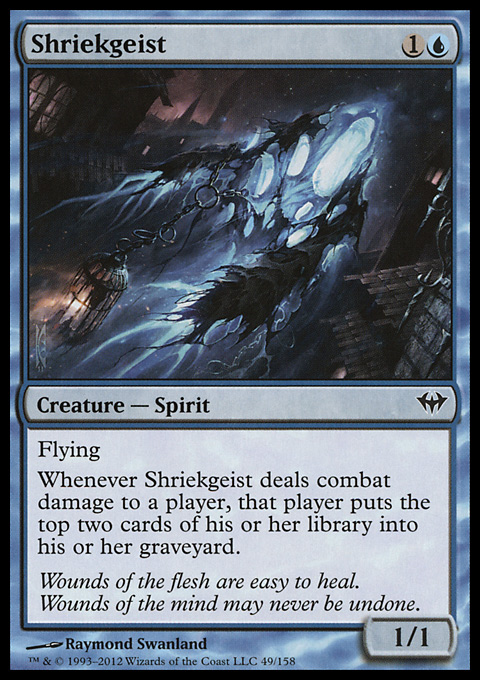 Shriekgeist 1
Creature — Spirit
Flying
Whenever Shriekgeist deals combat
damage to a player, that player puts the
top two cards of his or her library into
his or her graveyard.
Wounds of the flesh are easy to heal.
Wounds of the mind may never be undone.
1/1
Raymond Swanland
™ & © 1993–2012 Wizards of the Coast LLC 49/158